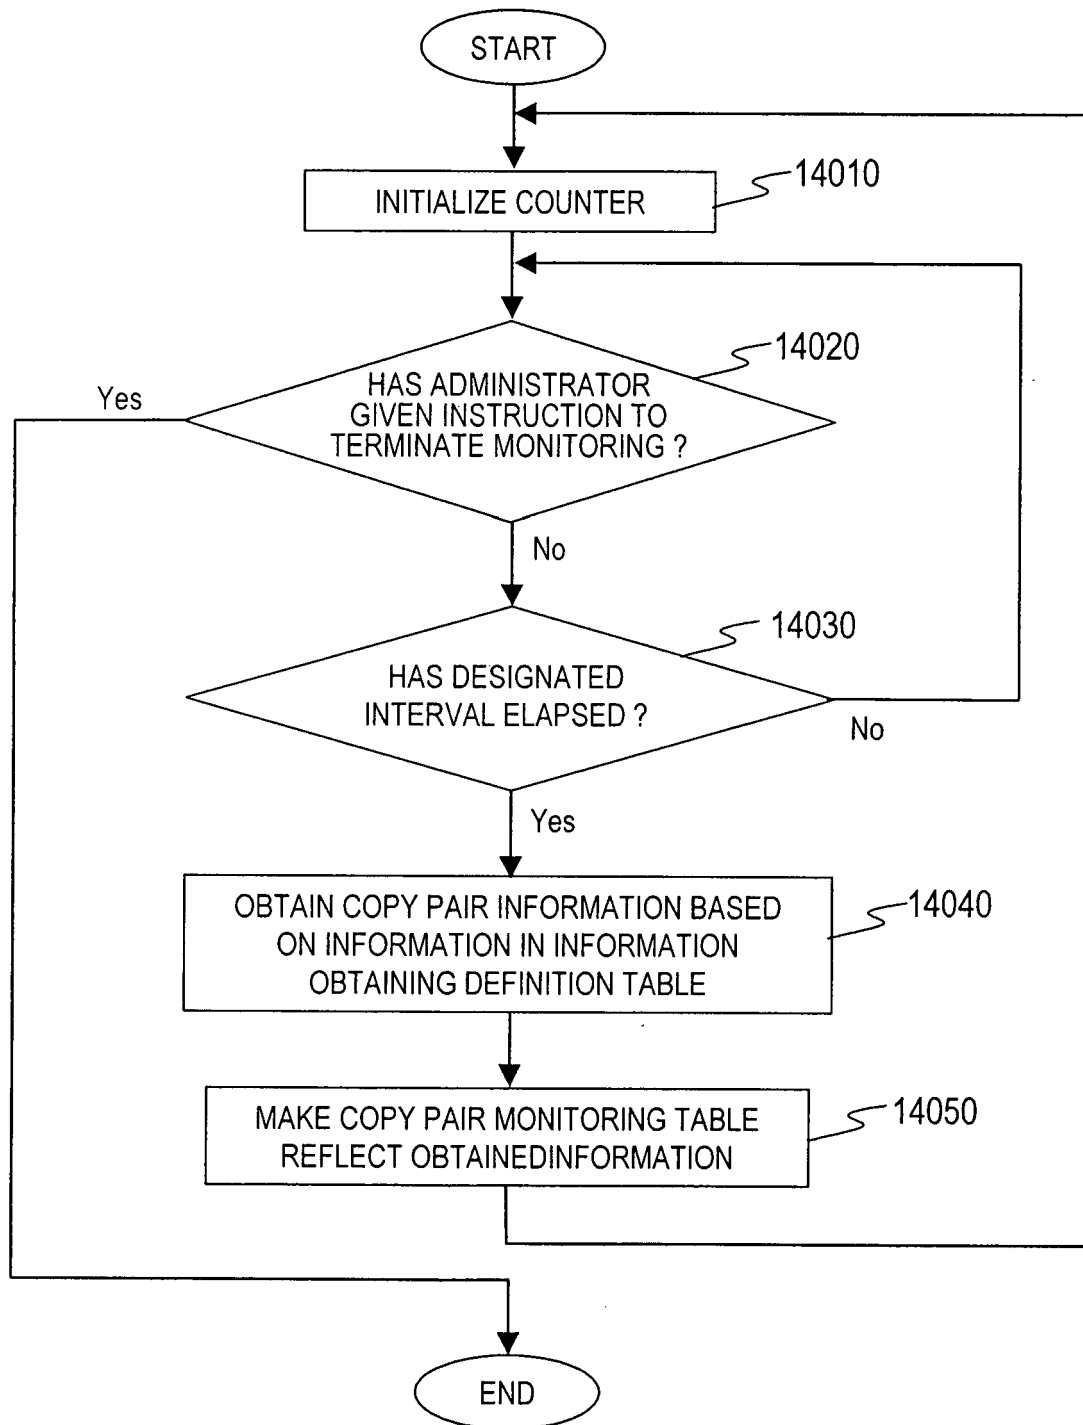 START
INITIALIZE COUNTER
14010
HAS ADMINISTRATOR
GIVEN INSTRUCTION TO
TERMINATE MONITORING ?
14020
Yes
No
HAS DESIGNATED
INTERVAL ELAPSED ?
14030
No
Yes
OBTAIN COPY PAIR INFORMATION BASED
ON INFORMATION IN INFORMATION
OBTAINING DEFINITION TABLE
14040
MAKE COPY PAIR MONITORING TABLE
REFLECT OBTAINEDINFORMATION
14050
END